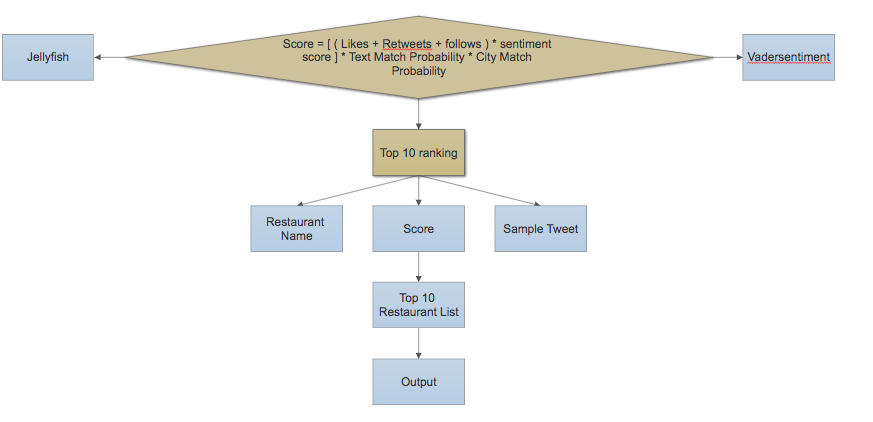 Score = [ ( Likes + Retweets + follows ) * sentiment
score ] * Text Match Probability * City Match
Probability
Jellyfish
Vadersentiment
Top 10 ranking
Restaurant
Name
Score
Sample Tweet
Top 10
Restaurant List
Output